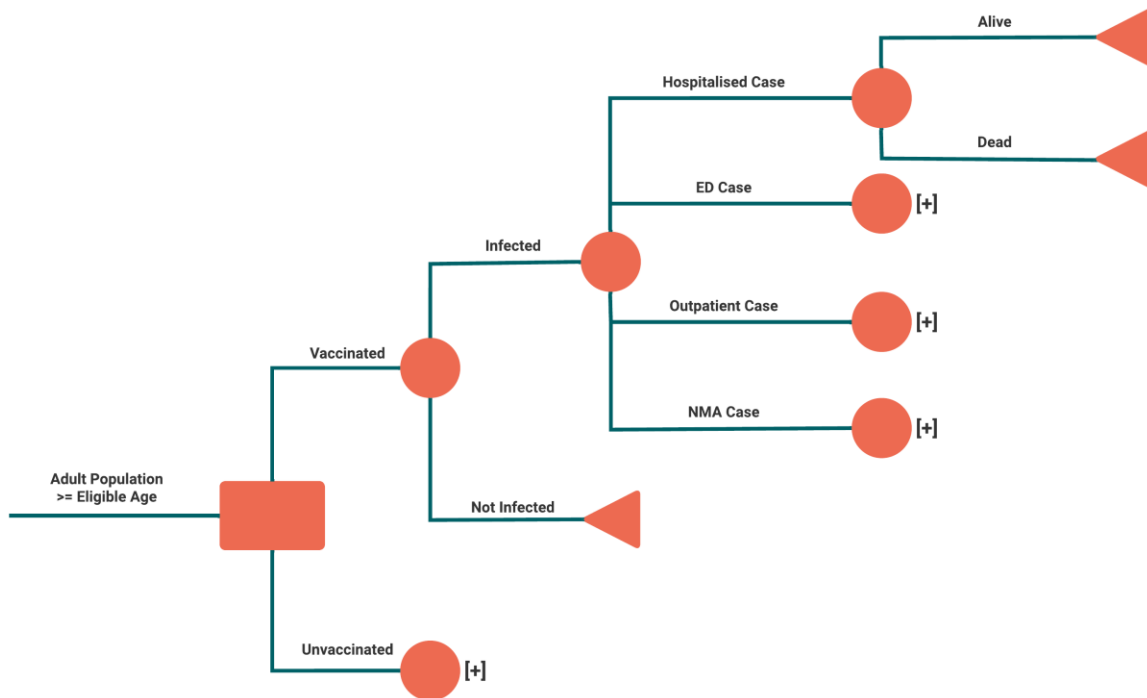 Alive
Hospitalised Case
Dead
ED Case
[+]
Infected
Outpatient Case
[+]
Vaccinated
NMA Case
[+]
Adult Population
>= Eligible Age
Not Infected
Unvaccinated
[+]